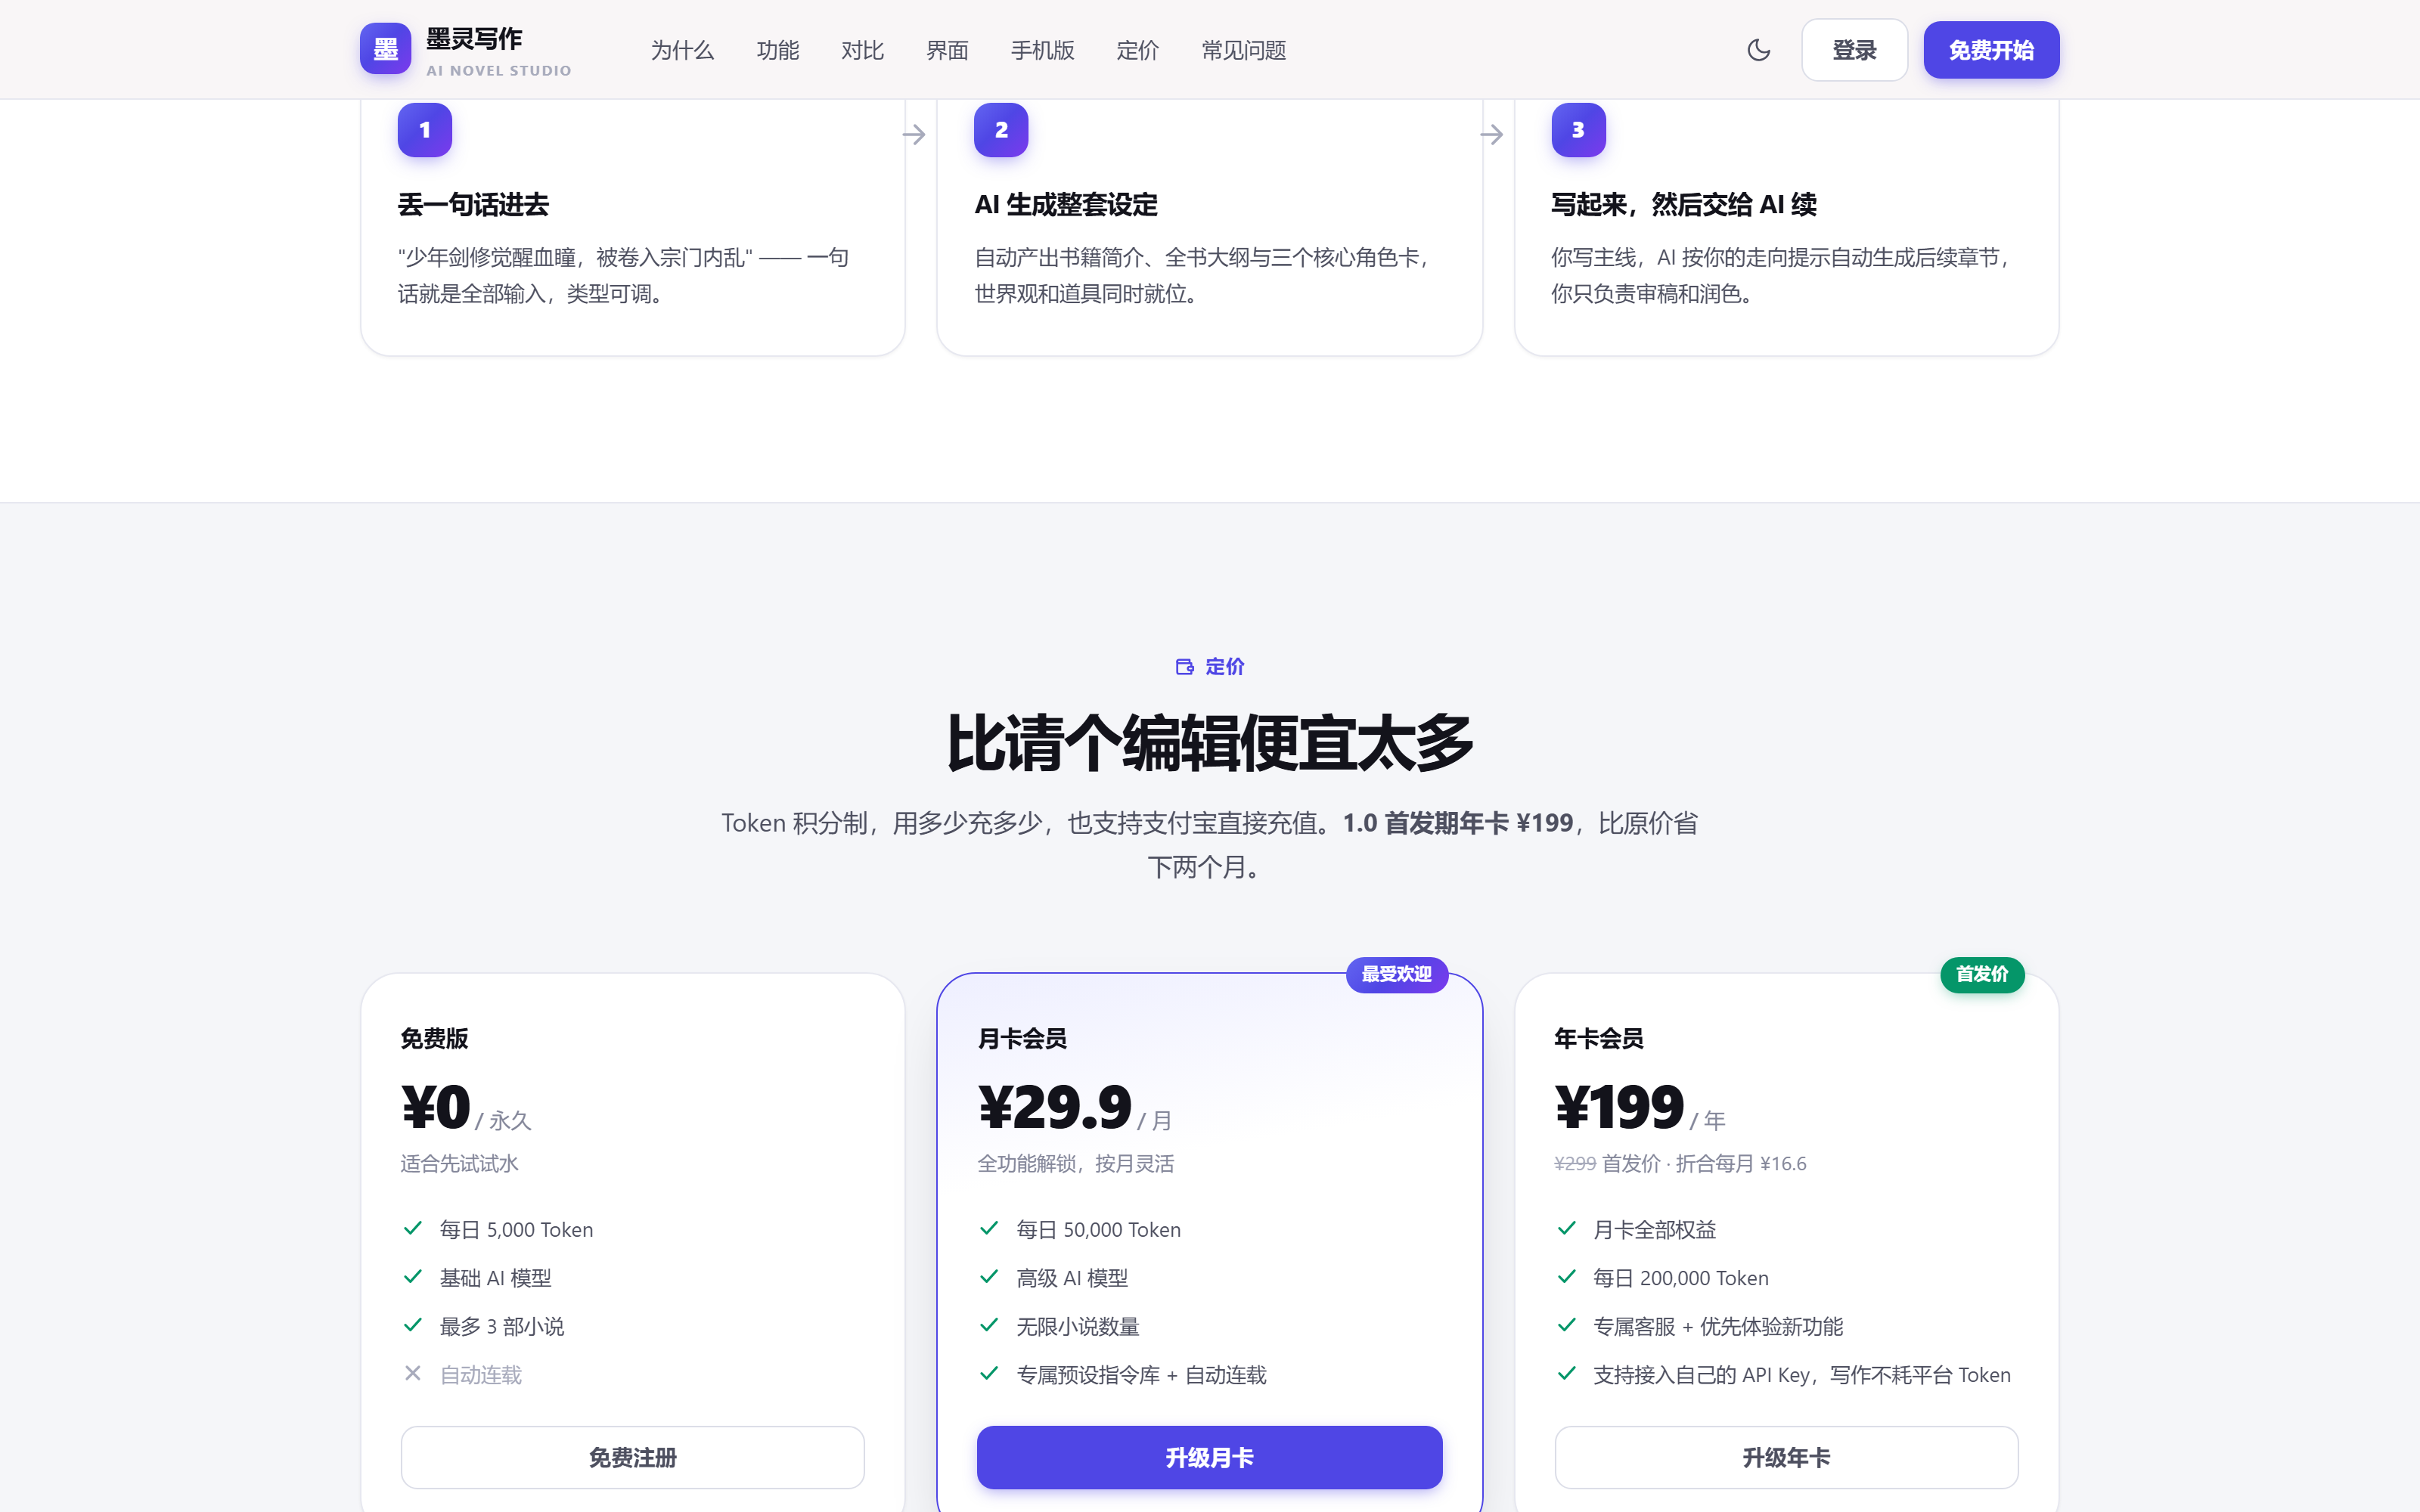 墨
墨灵写作
AI NOVEL STUDIO
为什么
功能
对比
界面
手机版
定价
常见问题
登录
免费开始
1
丢一句话进去
"少年剑修觉醒血瞳，被卷入宗门内乱" —— 一句
话就是全部输入，类型可调。
2
AI 生成整套设定
自动产出书籍简介、全书大纲与三个核心角色卡，
世界观和道具同时就位。
3
写起来，然后交给 AI 续
你写主线，AI 按你的走向提示自动生成后续章节，
你只负责审稿和润色。
定价
比请个编辑便宜太多
Token 积分制，用多少充多少，也支持支付宝直接充值。1.0 首发期年卡 ¥199，比原价省
下两个月。
免费版
¥0 / 永久
适合先试试水
每日 5,000 Token
基础 AI 模型
最多 3 部小说
自动连载
免费注册
最受欢迎
月卡会员
¥29.9 / 月
全功能解锁，按月灵活
每日 50,000 Token
高级 AI 模型
无限小说数量
专属预设指令库 + 自动连载
升级月卡
首发价
年卡会员
¥199 / 年
¥299 首发价 · 折合每月 ¥16.6
月卡全部权益
每日 200,000 Token
专属客服 + 优先体验新功能
支持接入自己的 API Key，写作不耗平台 Token
升级年卡